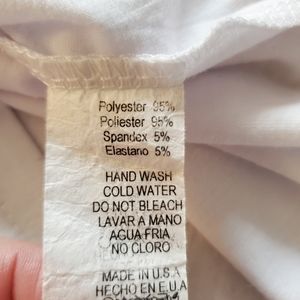 Polyester 95%
Poliester 95%
Spandex 5%
Elastano 5%
HAND WASH
COLD WATER
DO NOT BLEACH
LAVAR A MANO
AGUA FRIA
NO CLORO
MADE IN U.S.A
HECHO EN E.U.A